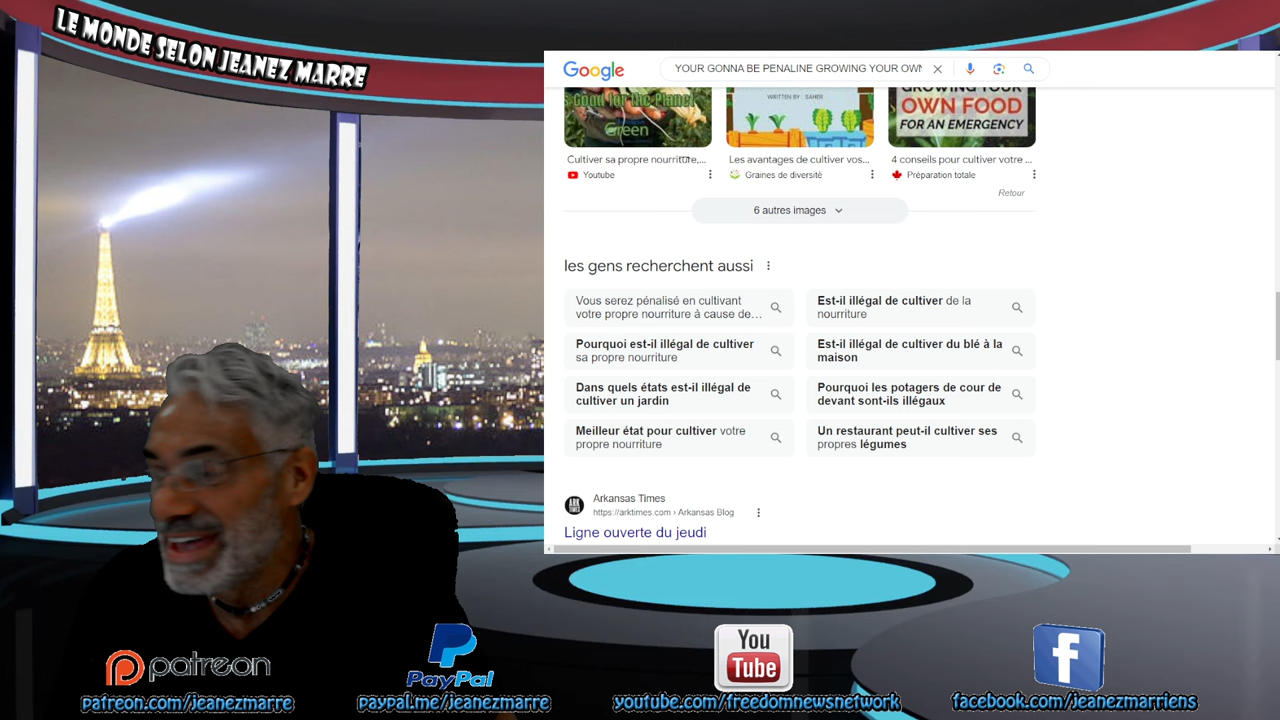 LE MONDE SELON JEANEZ MARRE
Google
YOUR GONNA BE PENALINE GROWING YOUR OWN
Good for the Planet
Green
WRITTEN BY : SAHER
GROWING YOUR
OWN FOOD
FOR AN EMERGENCY
Cultiver sa propre nourriture,...
Les avantages de cultiver vos...
4 conseils pour cultiver votre ...
Youtube
Graines de diversité
Préparation totale
Retour
6 autres images
les gens recherchent aussi
Vous serez pénalisé en cultivant
votre propre nourriture à cause de…
Est-il illégal de cultiver de la
nourriture
Pourquoi est-il illégal de cultiver
sa propre nourriture
Est-il illégal de cultiver du blé à la
maison
Dans quels états est-il illégal de
cultiver un jardin
Pourquoi les potagers de cour de
devant sont-ils illégaux
Meilleur état pour cultiver votre
propre nourriture
Un restaurant peut-il cultiver ses
propres légumes
ARK
TIMES
Arkansas Times
https://arktimes.com › Arkansas Blog
Ligne ouverte du jeudi
patreon
PayPal
You
Tube
f
patreon.com/jeanezmarre
paypal.me/jeanezmarre
youtube.com/freedomnewsnetwork
facebook.com/jeanezmarriens